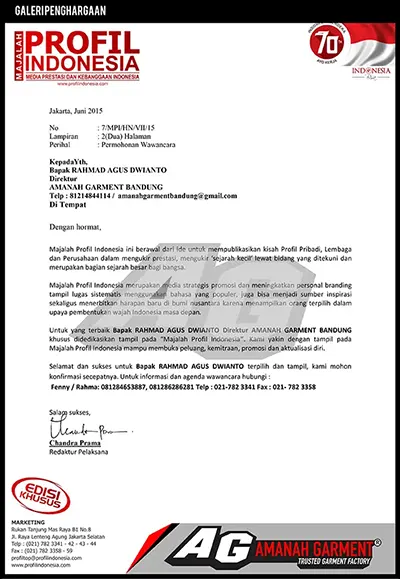 GALERIPENGHARGAAN
MAJALAH
PROFIL
INDONESIA
MEDIA PRESTASI DAN KEBANGGAAN INDONESIA
www.profilindonesia.com
70
INDONESIA
Jakarta, Juni 2015
No : 7/MPI/HN/VII/15
Lampiran : 2(Dua) Halaman
Perihal : Permohonan Wawancara
KepadaYth,
Bapak RAHMAD AGUS DWIANTO
Direktur
AMANAH GARMENT BANDUNG
Telp : 81214844114 / amanahgarmentbandung@gmail.com
Di Tempat
Dengan hormat,
Majalah Profil Indonesia ini berawal dari ide untuk mempublikasikan kisah Profil Pribadi, Lembaga
dan Perusahaan dalam mengukir prestasi, mengukir 'sejarah kecil' lewat bidang yang ditekuni dan
merupakan bagian sejarah besar bagi bangsa.
Majalah Profil Indonesia merupakan media strategis promosi dan meningkatkan personal branding
tampil lugas sistematis menggunakan bahasa yang populer, juga bisa menjadi sumber inspirasi
sekaligus menerbitkan harapan baru di bumi nusantara karena menampilkan orang terpilih dalam
upaya pembentukan wajah Indonesia masa depan.
Untuk yang terbaik Bapak RAHMAD AGUS DWIANTO Direktur AMANAH GARMENT BANDUNG
khusus didedikasikan tampil pada "Majalah Profil Indonesia". Kami yakin dengan tampil pada
Majalah Profil Indonesia mampu membuka peluang, kemitraan, promosi dan aktualisasi diri.
Selamat dan sukses untuk Bapak RAHMAD AGUS DWIANTO terpilih dan tampil, kami mohon
konfirmasi secepatnya. Untuk informasi dan agenda wawancara hubungi :
Fenny / Rahma: 081284653887, 081286286281 Telp : 021-782 3341 Fax : 021- 782 3358
Salam sukses,
Chandra Prama
Redaktur Pelaksana
EDISI
KHUSUS
MARKETING
Rukan Tanjung Mas Raya B1 No.8
Jl. Raya Lenteng Agung Jakarta Selatan
Telp : (021) 782 3341 - 42 - 43 - 44
Fax : (021) 782 3358 - 59
profiltop@profilindonesia.com
profilindonesia.com
AG
AG AMANAH GARMENT®
TRUSTED GARMENT FACTORY